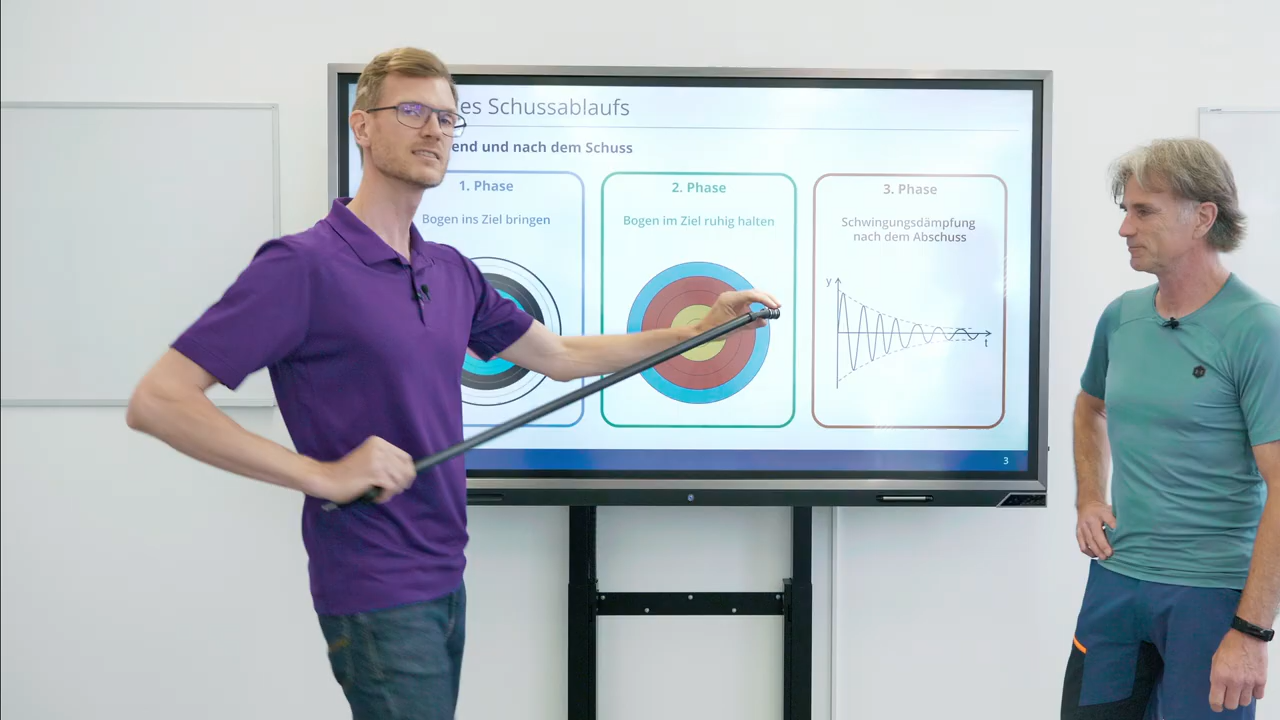 es Schussablaufs
end und nach dem Schuss
1. Phase
Bogen ins Ziel bringen
2. Phase
Bogen im Ziel ruhig halten
3. Phase
Schwingungsdämpfung
nach dem Abschuss
y
t
3